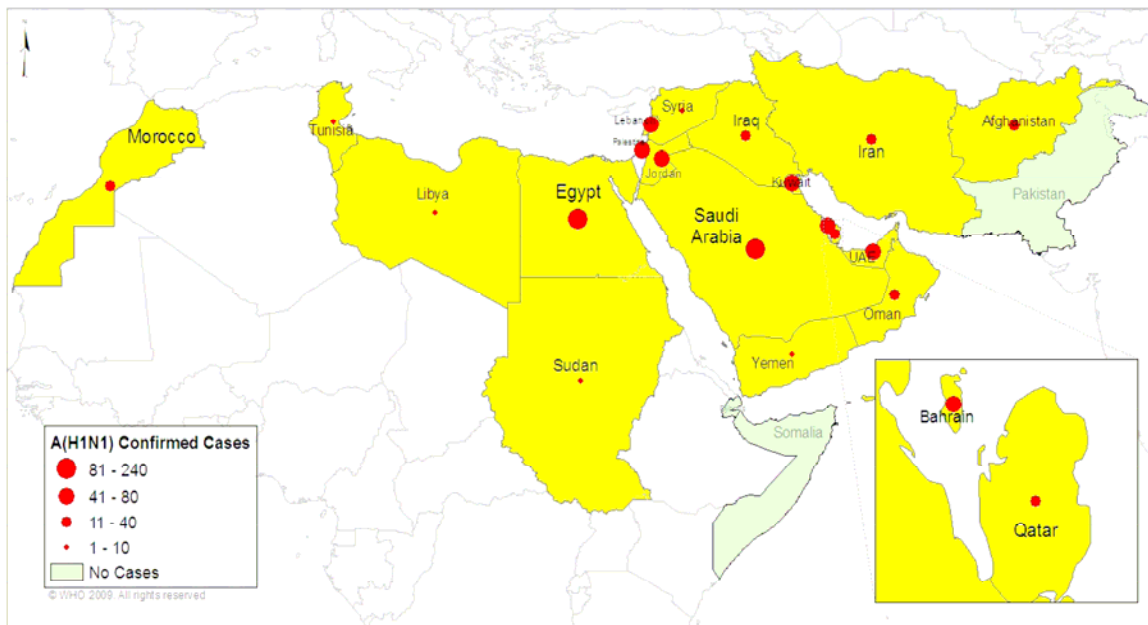 Morocco
Tunisia
Libya
Egypt
Sudan
Syria
Jordan
Iraq
Iran
Afghanistan
Pakistan
Kuwait
Saudi
Arabia
UAE
Oman
Yemen
Somalia
Bahrain
Qatar
A(H1N1) Confirmed Cases
81 - 240
41 - 80
11 - 40
1 - 10
No Cases
© WHO 2009. All rights reserved